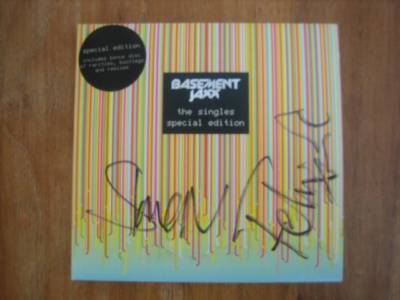 special edition
includes bonus disc
of rarities, bootlegs
and remixes
BASEMENT
JAXX
the singles
special edition